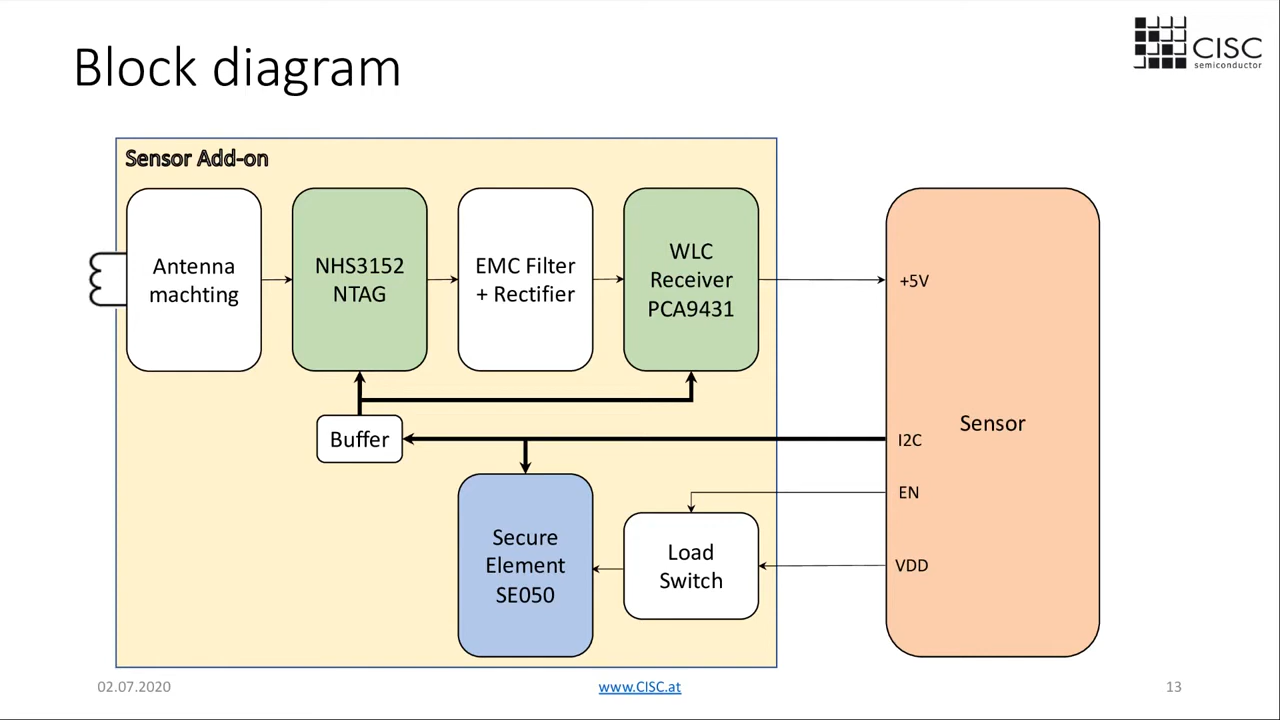 Block diagram
CISC
semiconductor
Sensor Add-on
Antenna
machting
NHS3152
NTAG
EMC Filter
+ Rectifier
WLC
Receiver
PCA9431
+5V
Buffer
I2C
Sensor
EN
VDD
Secure
Element
SE050
Load
Switch
02.07.2020
www.CISC.at
13